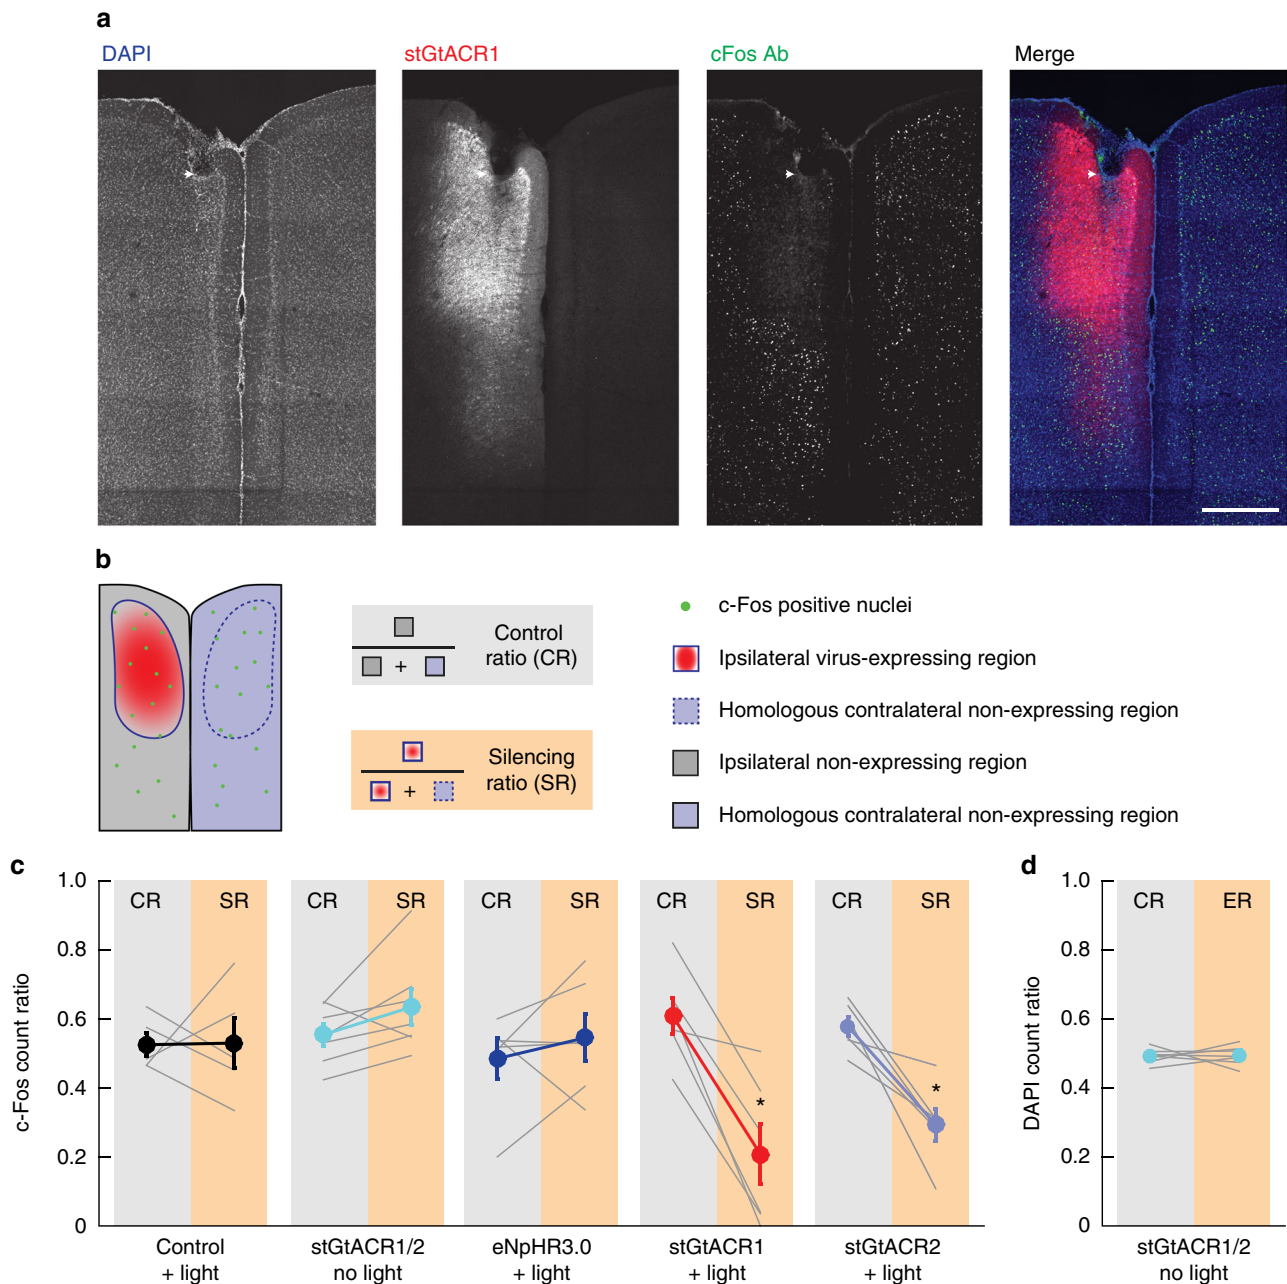 a
DAPI
stGtACR1
cFos Ab
Merge
b
Control
ratio (CR)
+
Silencing
ratio (SR)
+
c-Fos positive nuclei
Ipsilateral virus-expressing region
Homologous contralateral non-expressing region
Ipsilateral non-expressing region
Homologous contralateral non-expressing region
c
c-Fos count ratio
1.0
0.8
0.6
0.4
0.2
0
CR SR
CR SR
CR SR
CR SR
*
CR SR
*
Control
+ light
stGtACR1/2
no light
eNpHR3.0
+ light
stGtACR1
+ light
stGtACR2
+ light
d
DAPI count ratio
1.0
0.8
0.6
0.4
0.2
0
CR ER
stGtACR1/2
no light